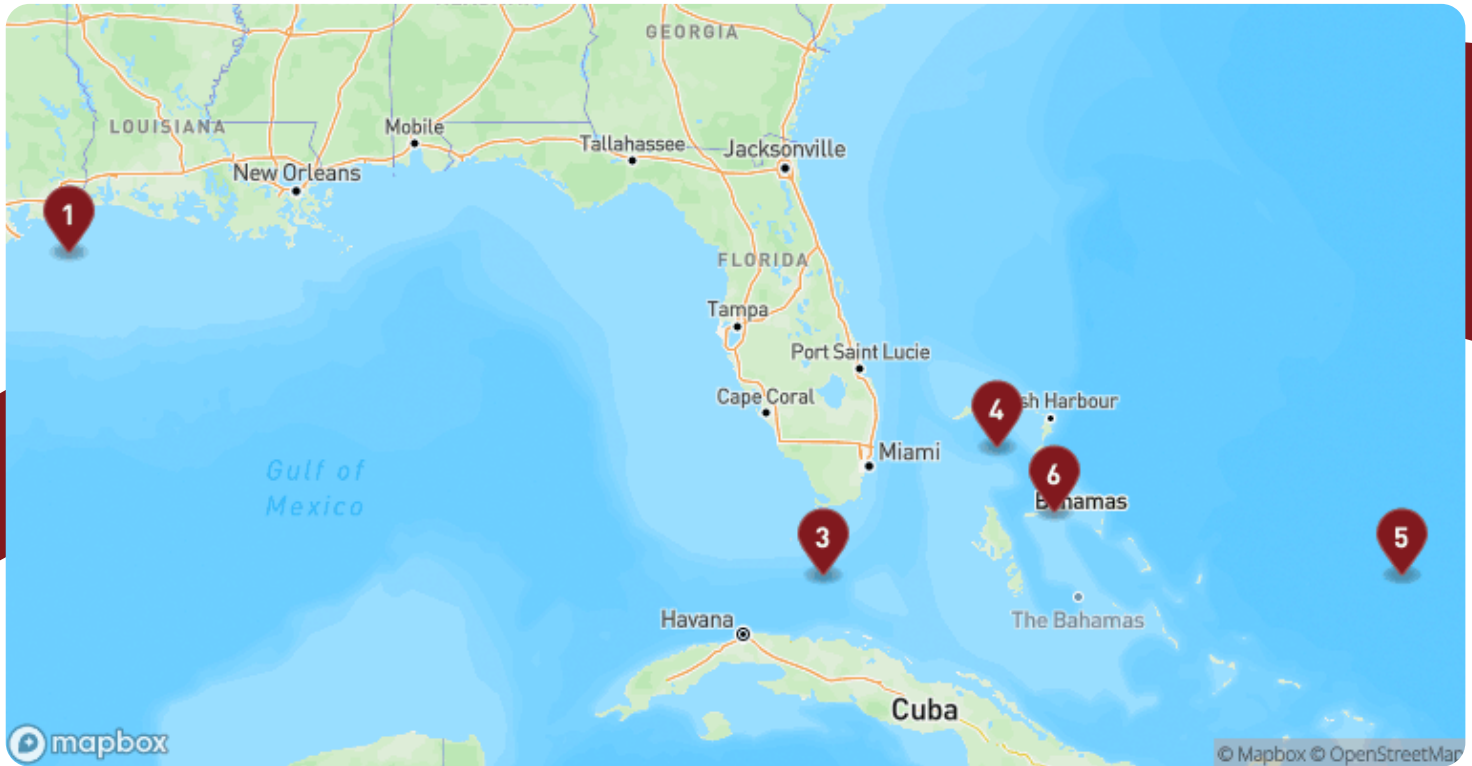 GEORGIA
LOUISIANA
Mobile
Tallahassee
Jacksonville
New Orleans
1
FLORIDA
Tampa
Port Saint Lucie
Cape Coral
4
sh Harbour
Miami
Gulf of
Mexico
6
Bahamas
3
5
Havana
The Bahamas
Cuba
mapbox
© Mapbox © OpenStreetMap